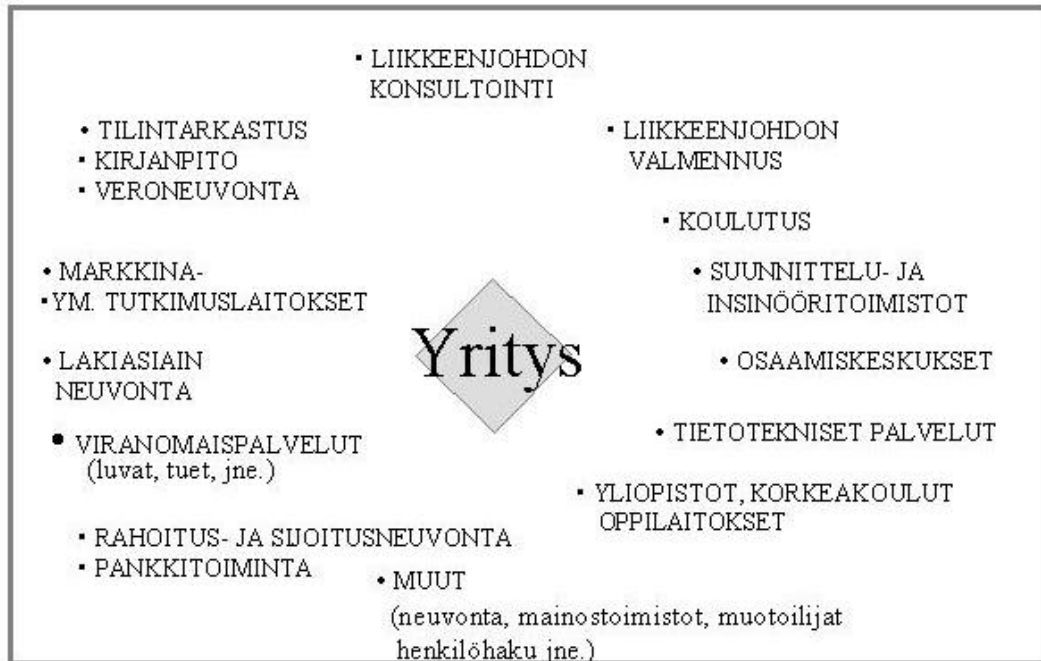 ▪ LIIKKEENJOHDON
KONSULTOINTI
• TILINTARKASTUS
▪ KIRJANPITO
▪ VERONEUVONTA
• LIIKKEENJOHDON
VALMENNUS
▪ KOULUTUS
• MARKKINA-
▪YM. TUTKIMUSLAITOKSET
• SUUNNITTELU- JA
INSINÖÖRITOIMISTOT
Yritys
• LAKIASIAIN
NEUVONTA
• OSAAMISKESKUKSET
• VIRANOMAISPALVELUT
(luvat, tuet, jne.)
• TIETOTEKNISET PALVELUT
▪ YLIOPISTOT, KORKEAKOULUT
OPPILAITOKSET
▪ RAHOITUS- JA SIJOITUSNEUVONTA
▪ PANKKITOIMINTA
• MUUT
(neuvonta, mainostoimistot, muotoilijat
henkilöhaku jne.)